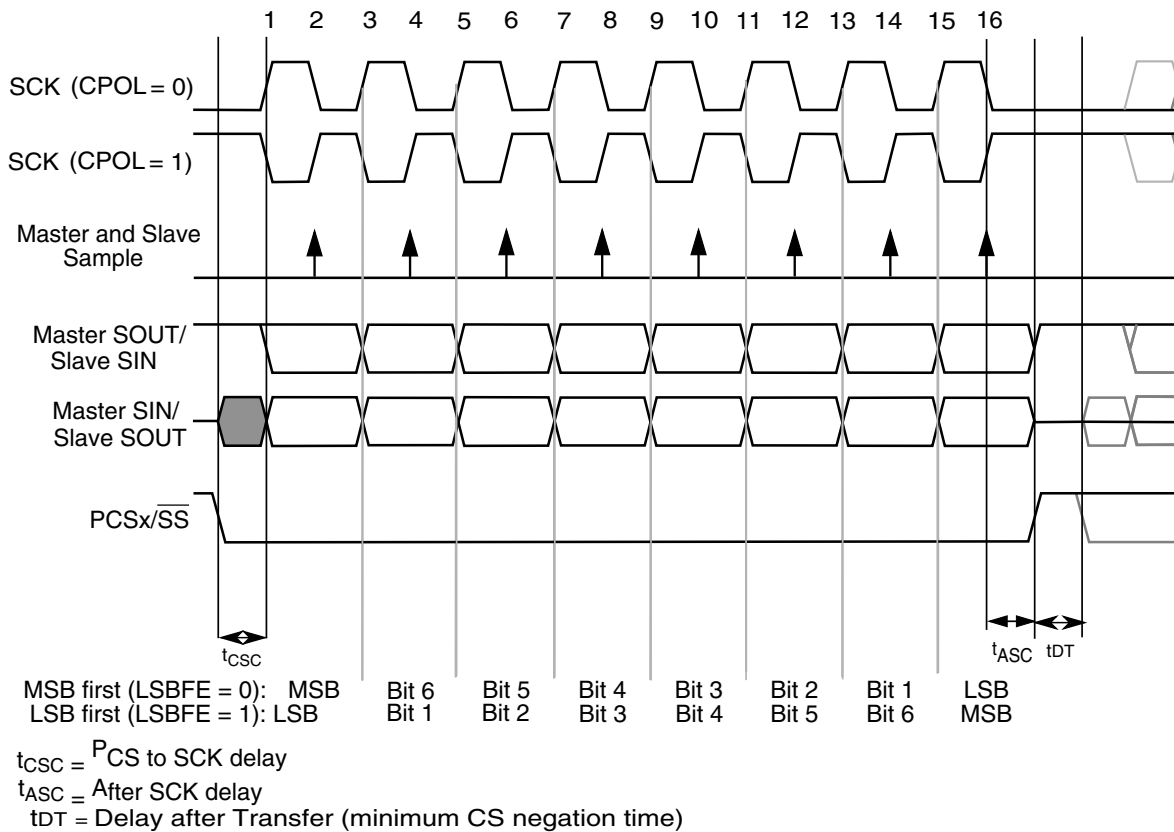 1 2 3 4 5 6 7 8 9 10 11 12 13 14 15 16
SCK (CPOL = 0)
SCK (CPOL = 1)
Master and Slave
Sample
Master SOUT/
Slave SIN
Master SIN/
Slave SOUT
PCSx/SS
tCSC
tASC
tDT
MSB first (LSBFE = 0): MSB Bit 6 Bit 5 Bit 4 Bit 3 Bit 2 Bit 1 LSB
LSB first (LSBFE = 1): LSB Bit 1 Bit 2 Bit 3 Bit 4 Bit 5 Bit 6 MSB
tCSC = PCS to SCK delay
tASC = After SCK delay
tDT = Delay after Transfer (minimum CS negation time)